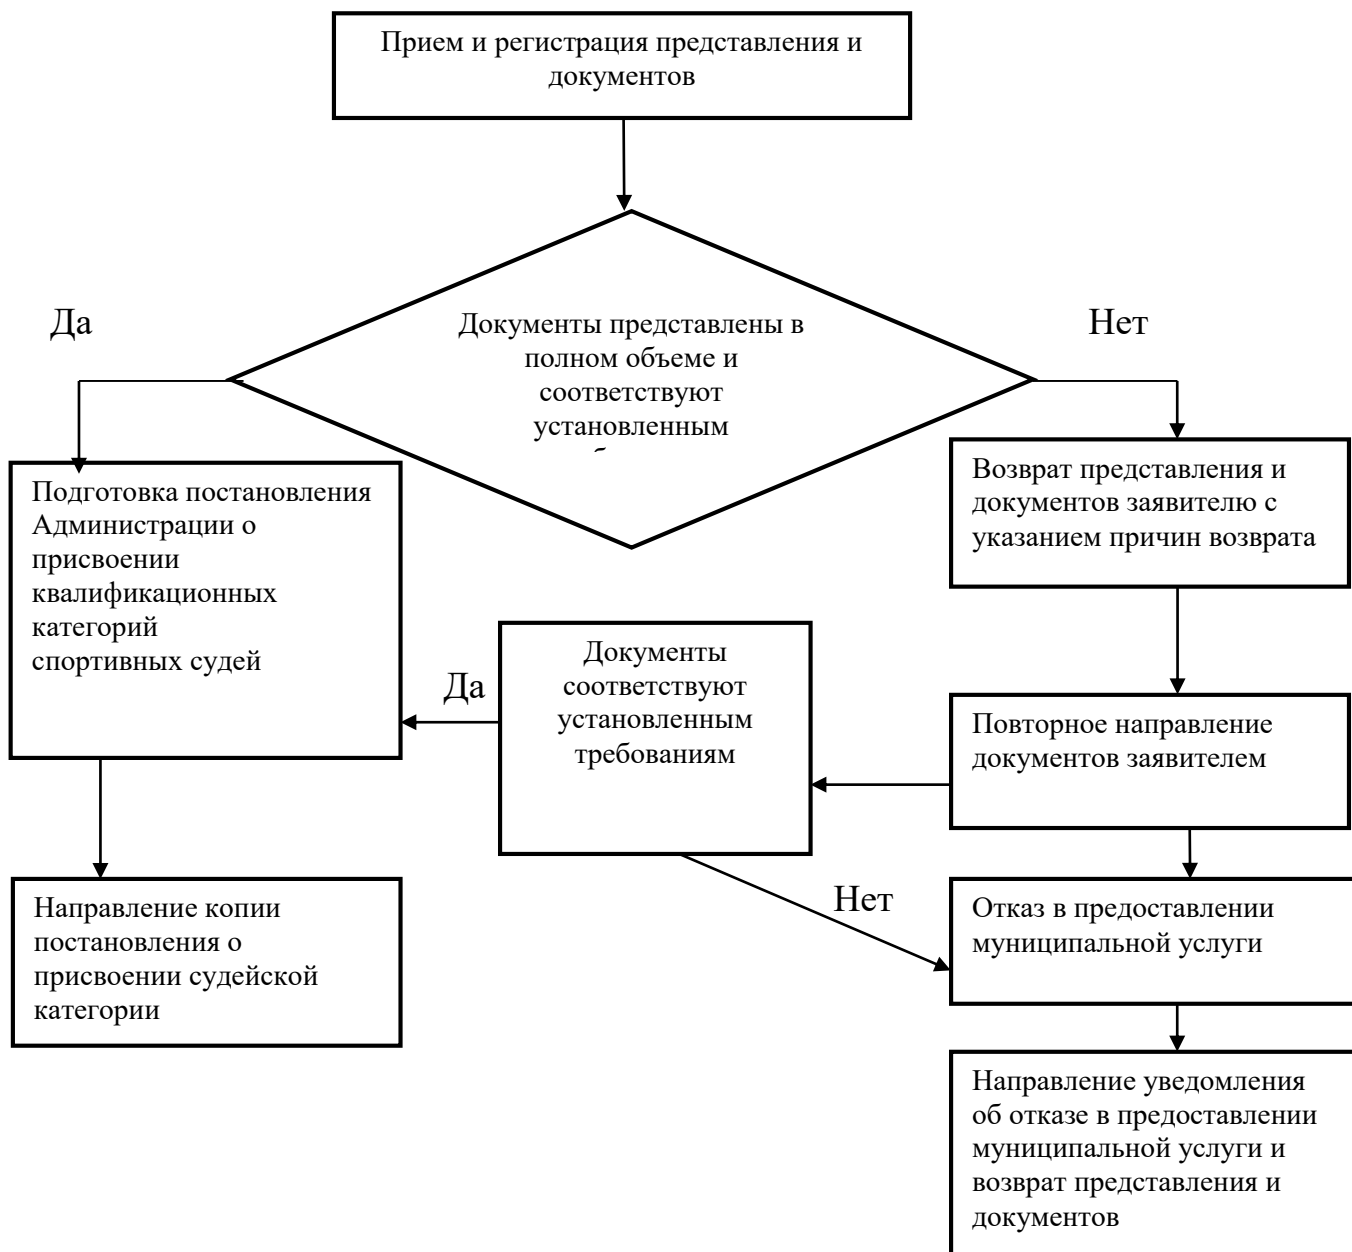 Прием и регистрация представления и
документов
Да
Нет
Документы представлены в
полном объеме и
соответствуют
установленным
Возврат представления и
документов заявителю с
указанием причин возврата
Подготовка постановления
Администрации о
присвоении
квалификационных
категорий
спортивных судей
Документы
соответствуют
установленным
требованиям
Да
Повторное направление
документов заявителем
Нет
Направление копии
постановления о
присвоении судейской
категории
Отказ в предоставлении
муниципальной услуги
Направление уведомления
об отказе в предоставлении
муниципальной услуги и
возврат представления и
документов